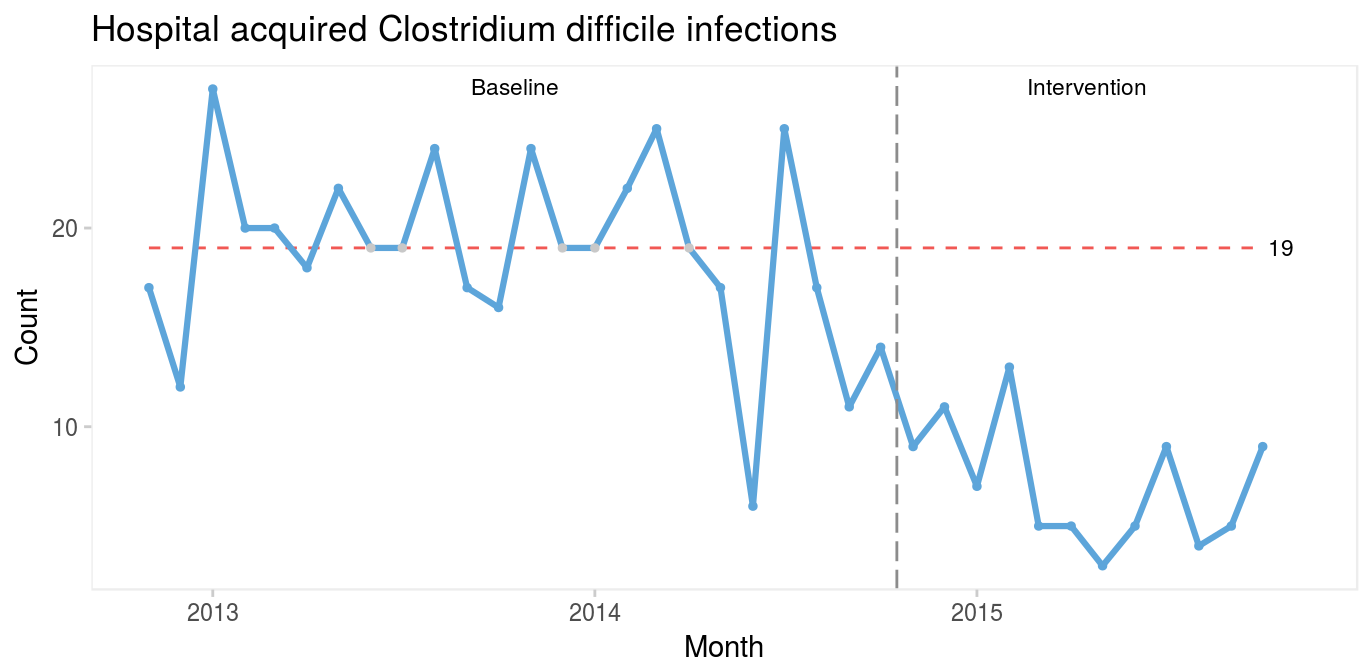 Hospital acquired Clostridium difficile infections
Baseline
Intervention
20
19
10
Count
2013
2014
2015
Month